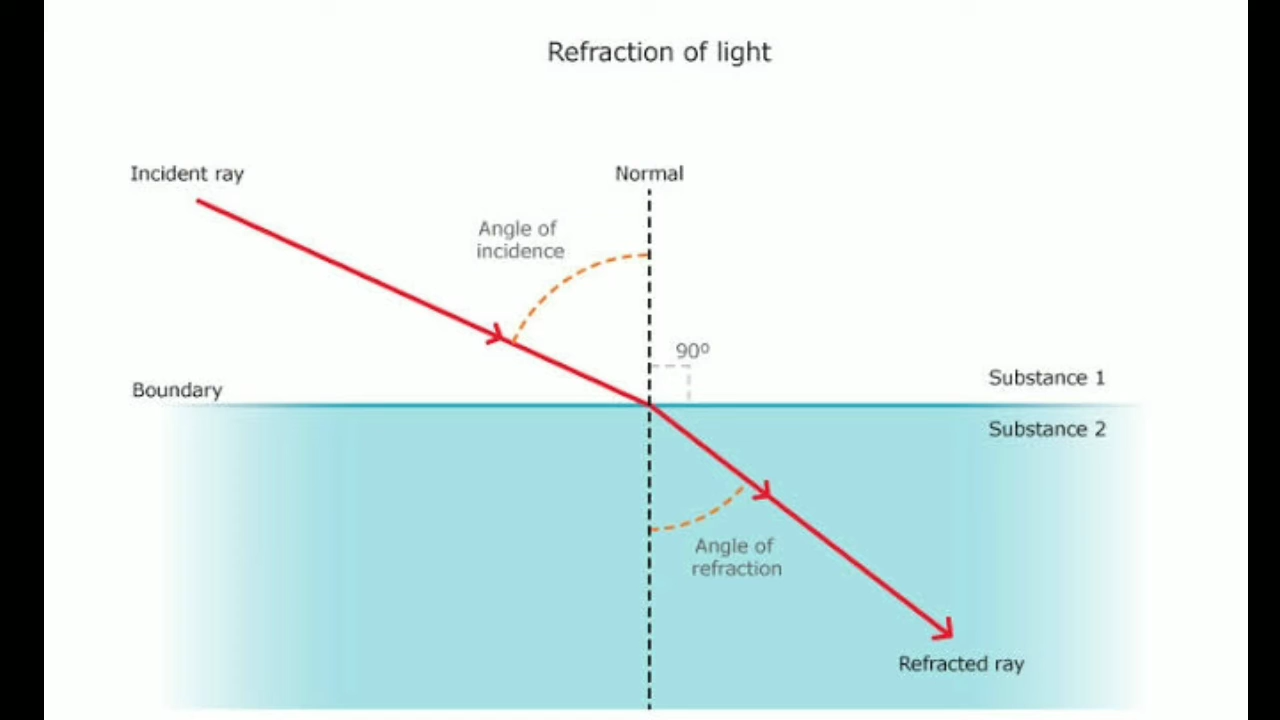 Refraction of light
Incident ray
Normal
Angle of
incidence
90º
Boundary
Substance 1
Substance 2
Angle of
refraction
Refracted ray